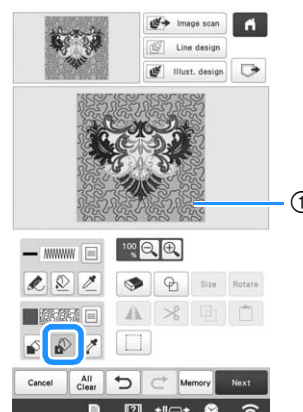 Image scan
Line design
Illust. design
①
100 %
Size
Rotate
Cancel
All Clear
Memory
Next